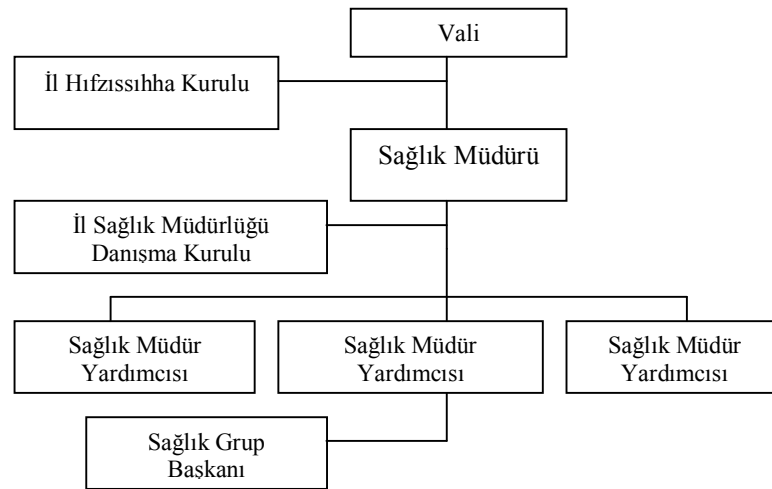 Vali
İl Hıfzıssıhha Kurulu
Sağlık Müdürü
İl Sağlık Müdürlüğü
Danışma Kurulu
Sağlık Müdür
Yardımcısı
Sağlık Müdür
Yardımcısı
Sağlık Müdür
Yardımcısı
Sağlık Grup
Başkanı